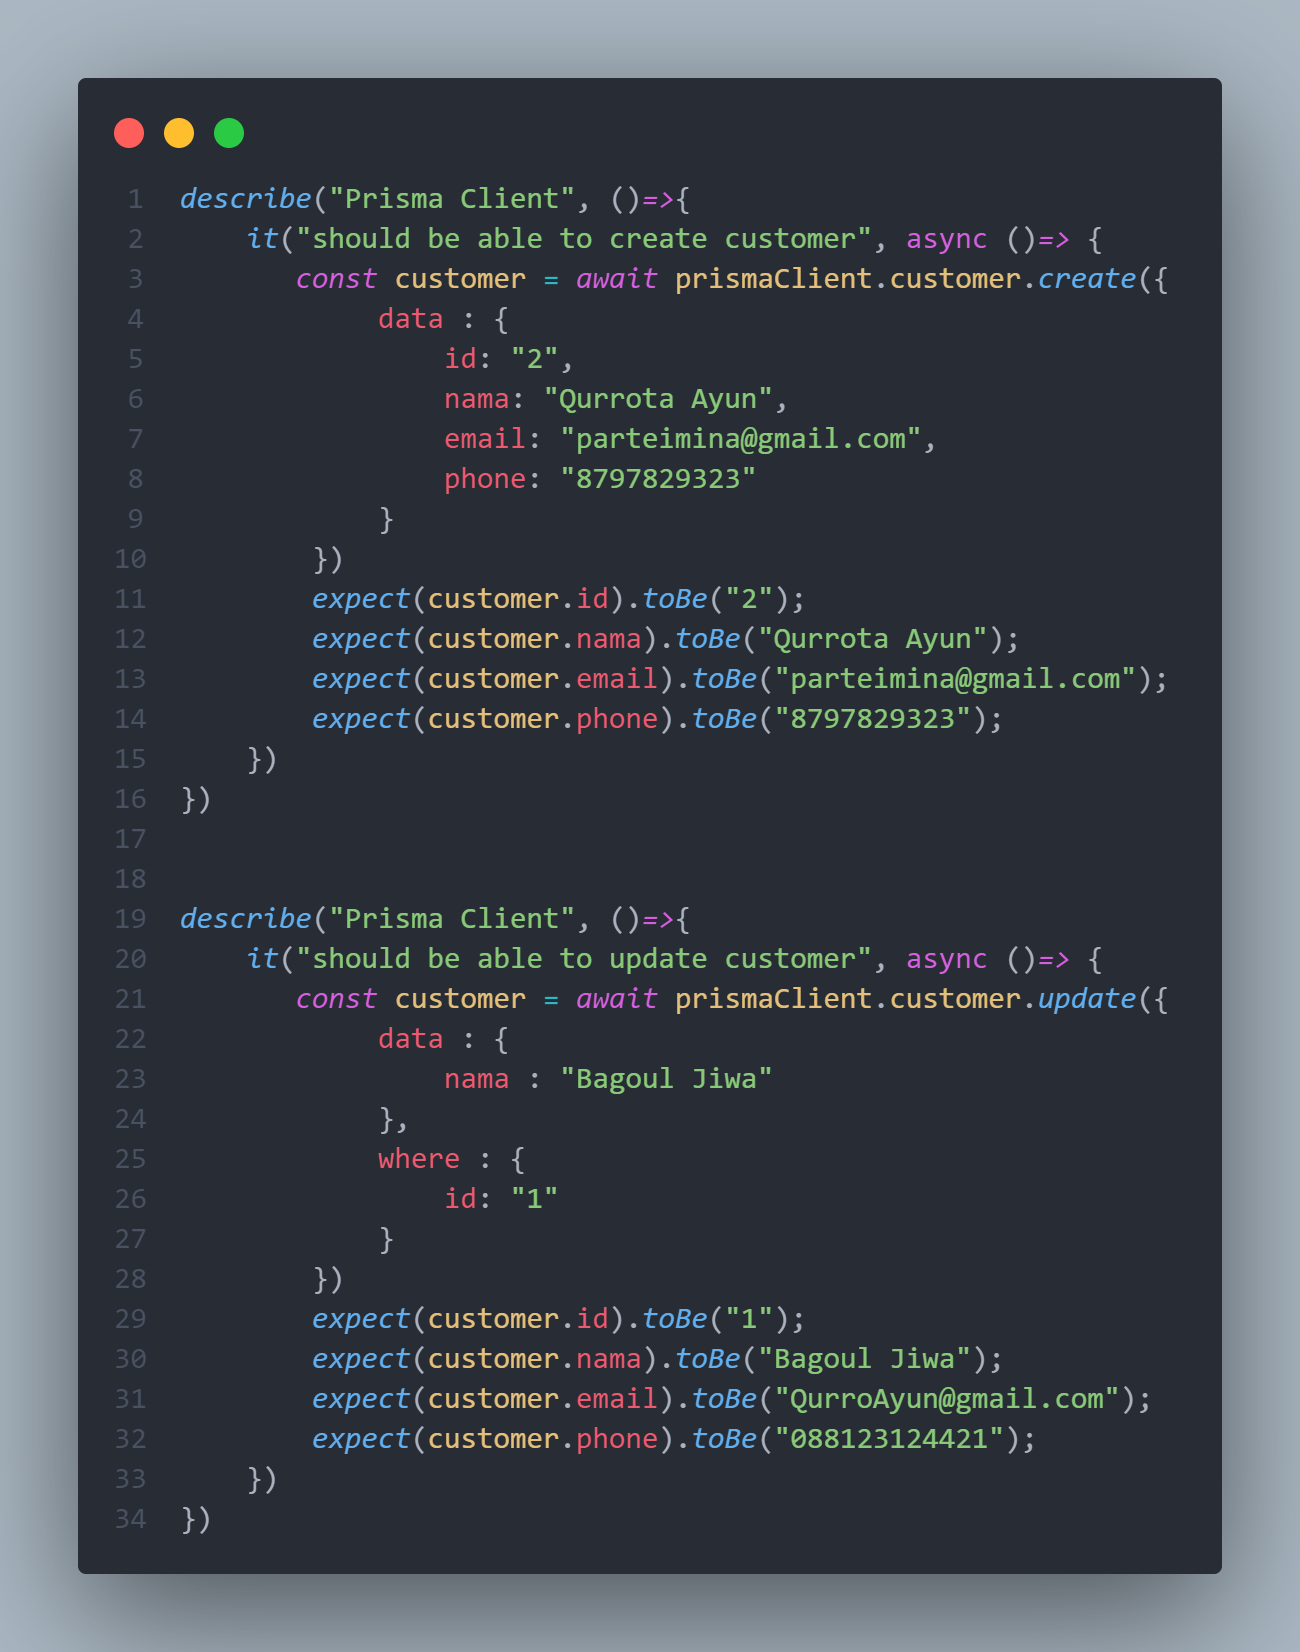 1 describe("Prisma Client", ()=>{
2     it("should be able to create customer", async ()=> {
3        const customer = await prismaClient.customer.create({
4             data : {
5                 id: "2",
6                 nama: "Qurrota Ayun",
7                 email: "parteimina@gmail.com",
8                 phone: "8797829323"
9             }
10         })
11         expect(customer.id).toBe("2");
12         expect(customer.nama).toBe("Qurrota Ayun");
13         expect(customer.email).toBe("parteimina@gmail.com");
14         expect(customer.phone).toBe("8797829323");
15     })
16 })
17
18
19 describe("Prisma Client", ()=>{
20     it("should be able to update customer", async ()=> {
21        const customer = await prismaClient.customer.update({
22             data : {
23                 nama : "Bagoul Jiwa"
24             },
25             where : {
26                 id: "1"
27             }
28         })
29         expect(customer.id).toBe("1");
30         expect(customer.nama).toBe("Bagoul Jiwa");
31         expect(customer.email).toBe("QurroAyun@gmail.com");
32         expect(customer.phone).toBe("088123124421");
33     })
34 })